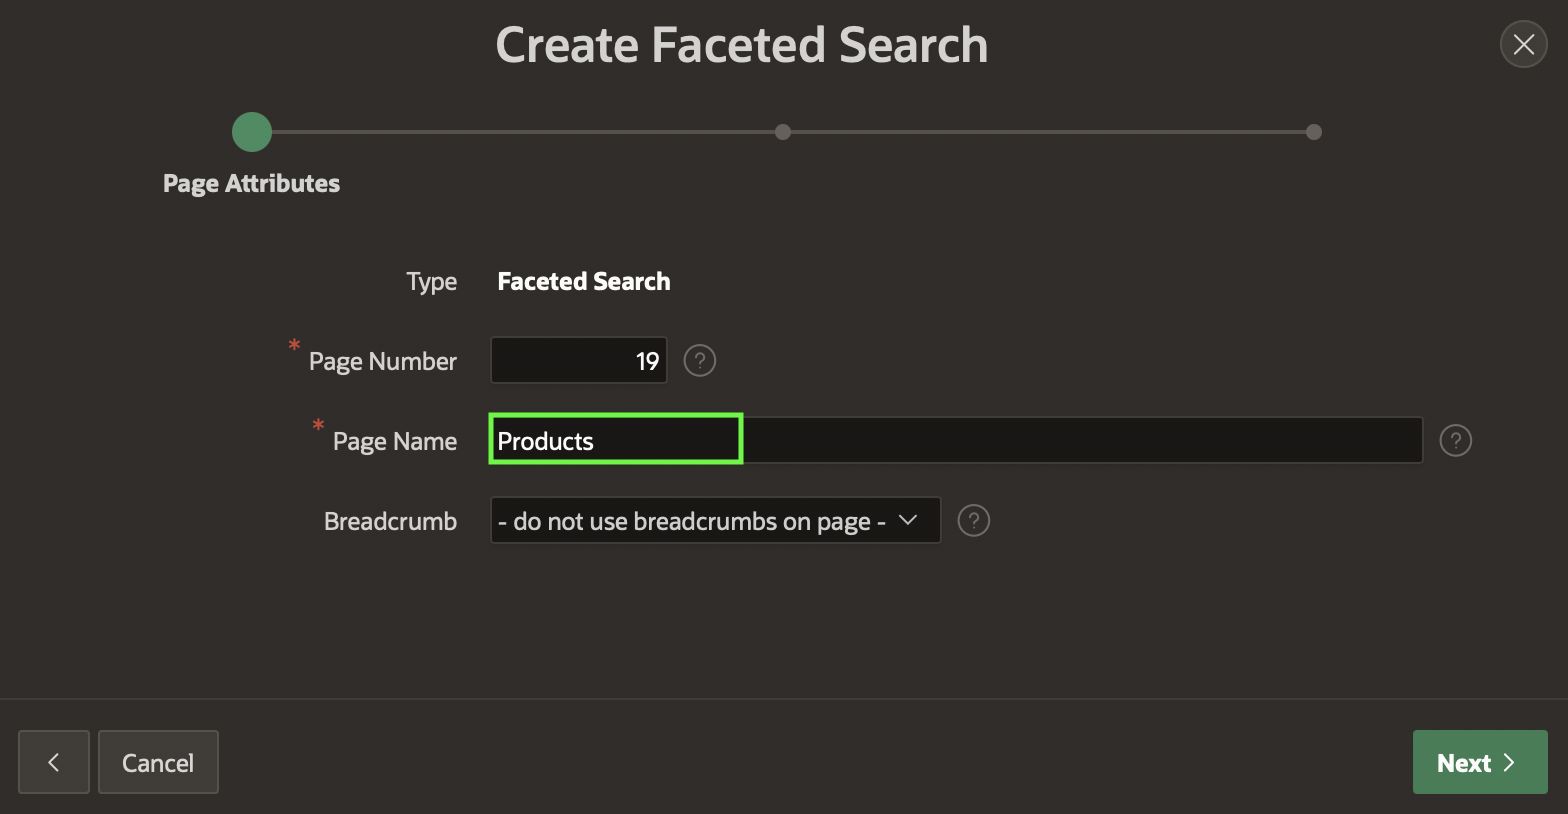 Create Faceted Search
Page Attributes
Type Faceted Search
* Page Number 19 ?
* Page Name Products ?
Breadcrumb - do not use breadcrumbs on page - ?
Cancel Next